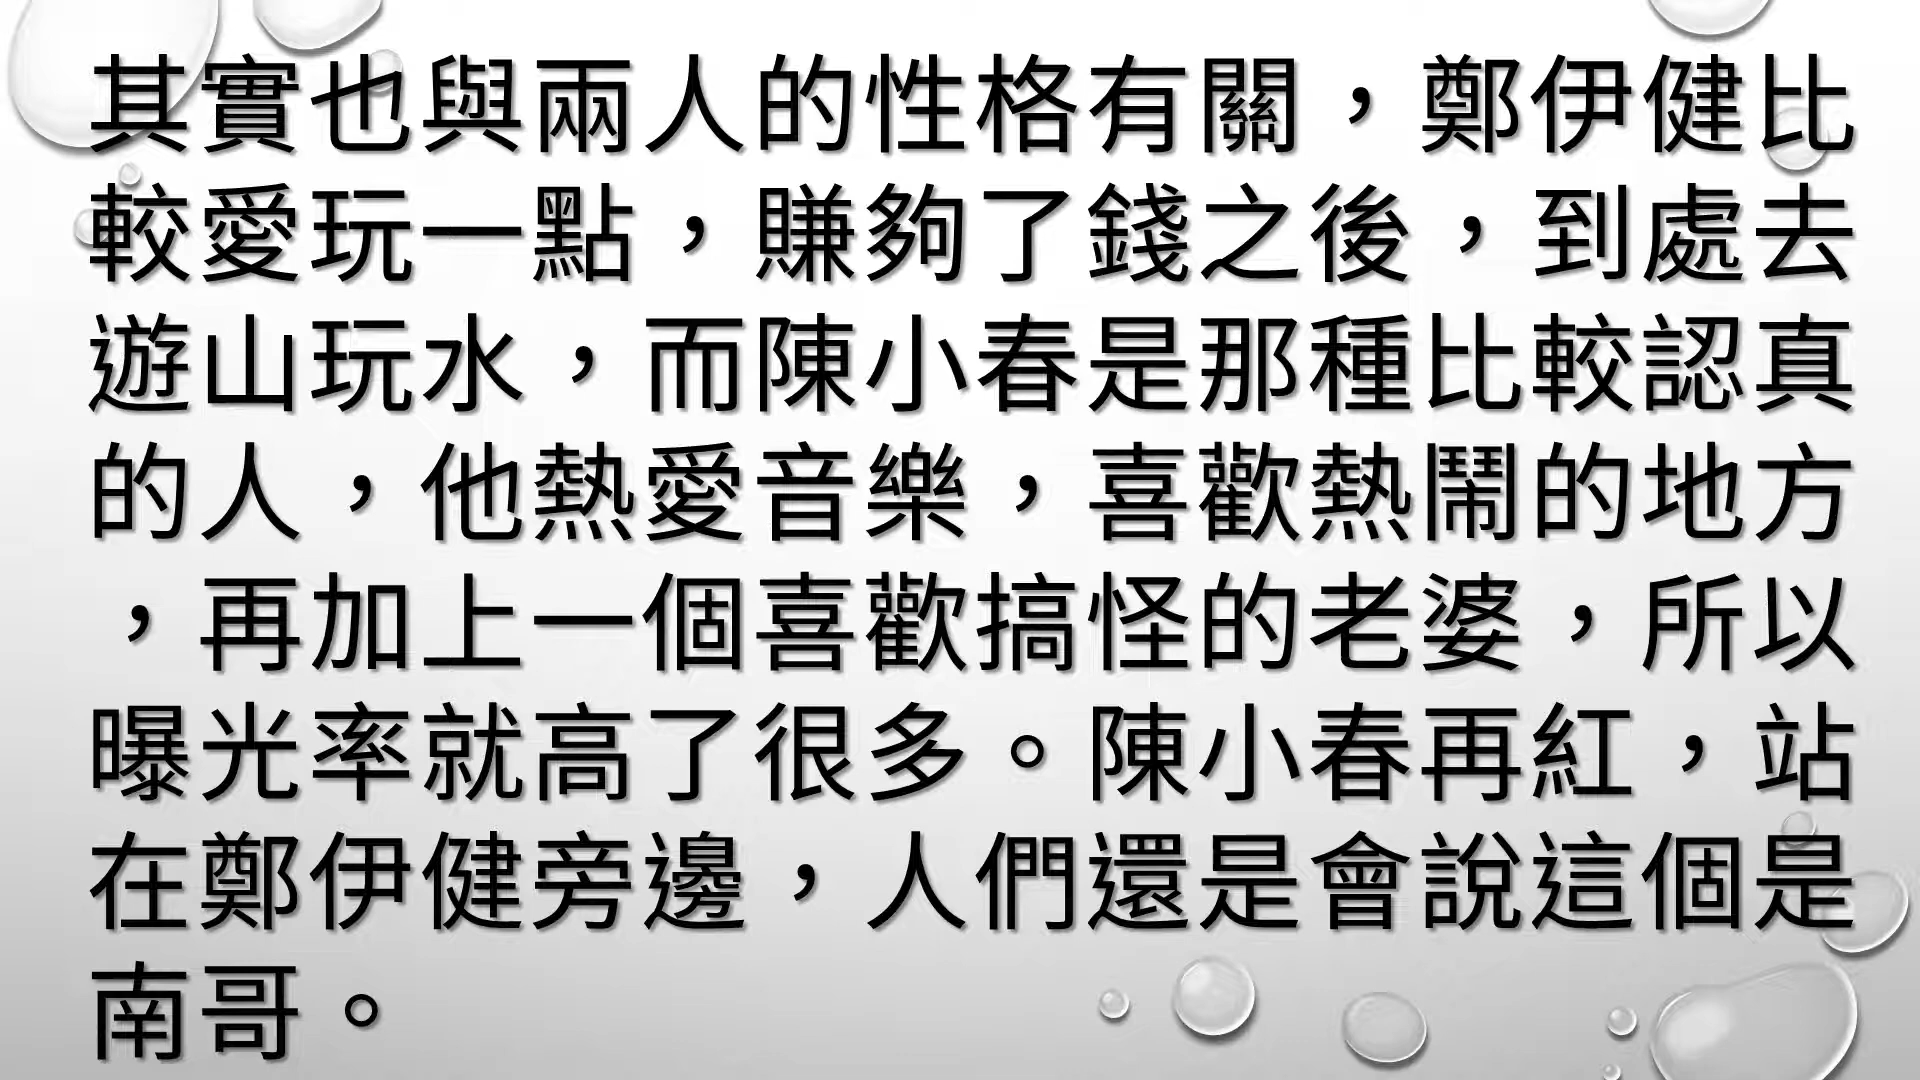 其實也與兩人的性格有關，鄭伊健比
較愛玩一點，賺夠了錢之後，到處去
遊山玩水，而陳小春是那種比較認真
的人，他熱愛音樂，喜歡熱鬧的地方
，再加上一個喜歡搞怪的老婆，所以
曝光率就高了很多。陳小春再紅，站
在鄭伊健旁邊，人們還是會說這個是
南哥。